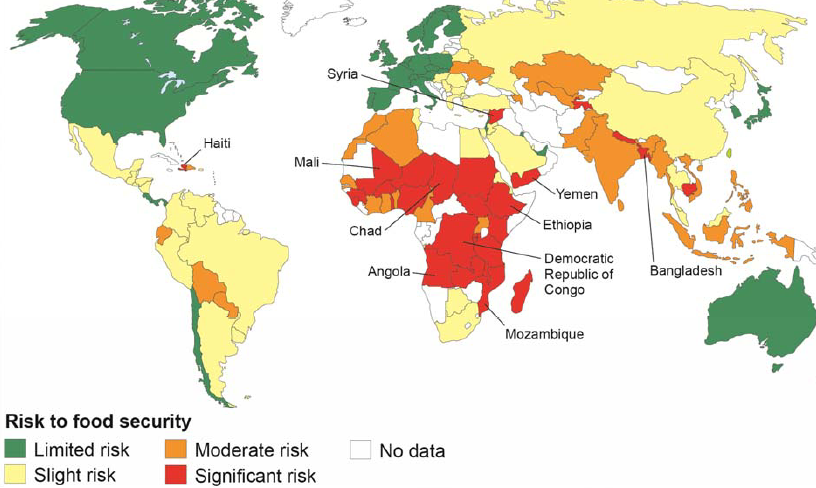 Syria
Haiti
Mali
Yemen
Chad
Ethiopia
Democratic
Republic of
Congo
Angola
Bangladesh
Mozambique
Risk to food security
Limited risk
Moderate risk
No data
Slight risk
Significant risk